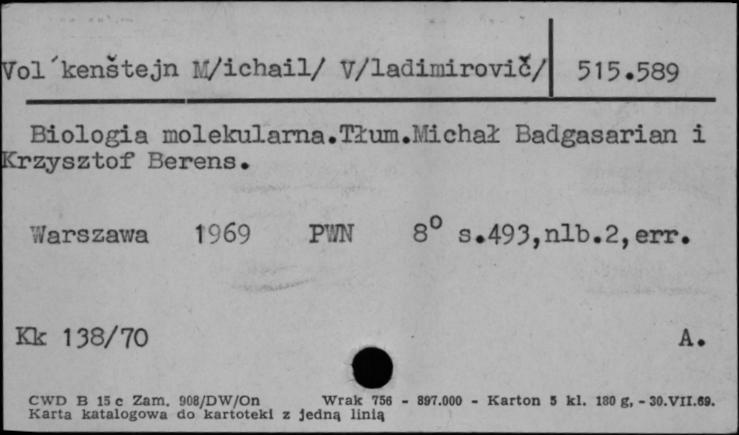 Vol´kenštejn M/ichail/ V/ladimirovič/ 515.589
Biologia molekularna.Tłum.Michał Badgasarian i
Krzysztof Berens.
Warszawa 1969 PWN 8° s.493,nlb.2,err.
Kk 138/70 A.
CWD B 15 c Zam. 908/DW/On Wrak 756 - 897.000 - Karton 5 kl. 180 g, - 30.VII.69.
Karta katalogowa do kartoteki z jedną linią